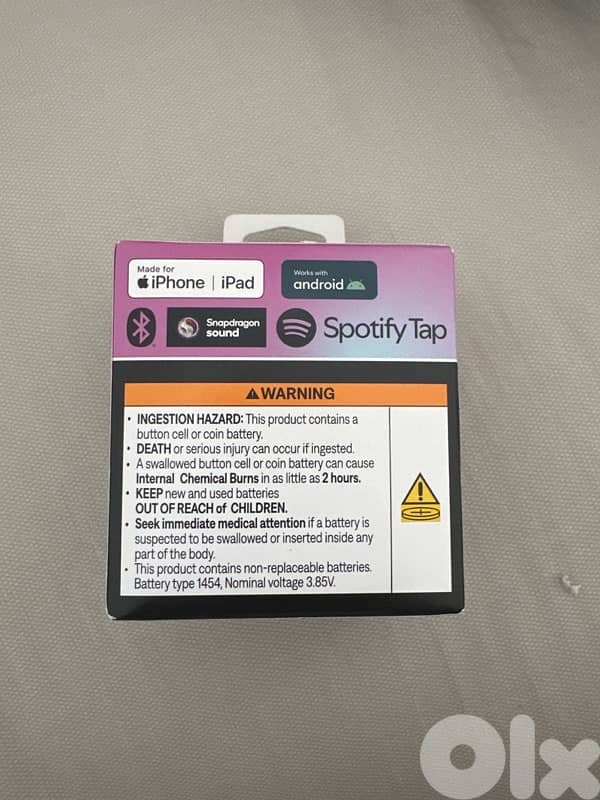 Made for
iPhone | iPad
Works with
android
Snapdragon
sound
Spotify Tap
WARNING
• INGESTION HAZARD: This product contains a
button cell or coin battery.
• DEATH or serious injury can occur if ingested.
• A swallowed button cell or coin battery can cause
Internal Chemical Burns in as little as 2 hours.
• KEEP new and used batteries
OUT OF REACH of CHILDREN.
• Seek immediate medical attention if a battery is
suspected to be swallowed or inserted inside any
part of the body.
• This product contains non-replaceable batteries.
Battery type 1454, Nominal voltage 3.85V.
Olx